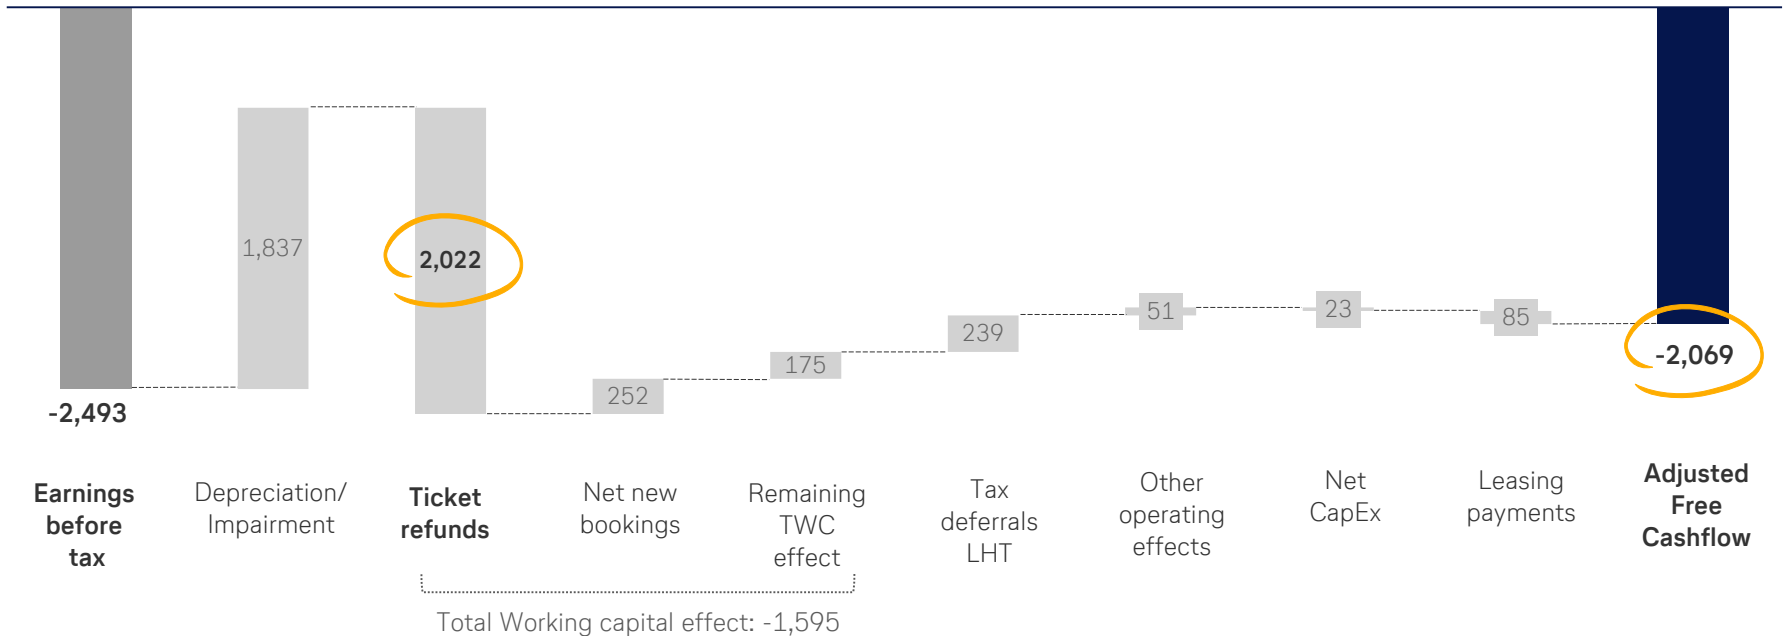 1,837
2,022
51
23
85
239
-2,069
175
252
-2,493
Earnings
before
tax
Depreciation/
Impairment
Ticket
refunds
Net new
bookings
Remaining
TWC
effect
Tax
deferrals
LHT
Other
operating
effects
Net
CapEx
Leasing
payments
Adjusted
Free
Cashflow
Total Working capital effect: -1,595